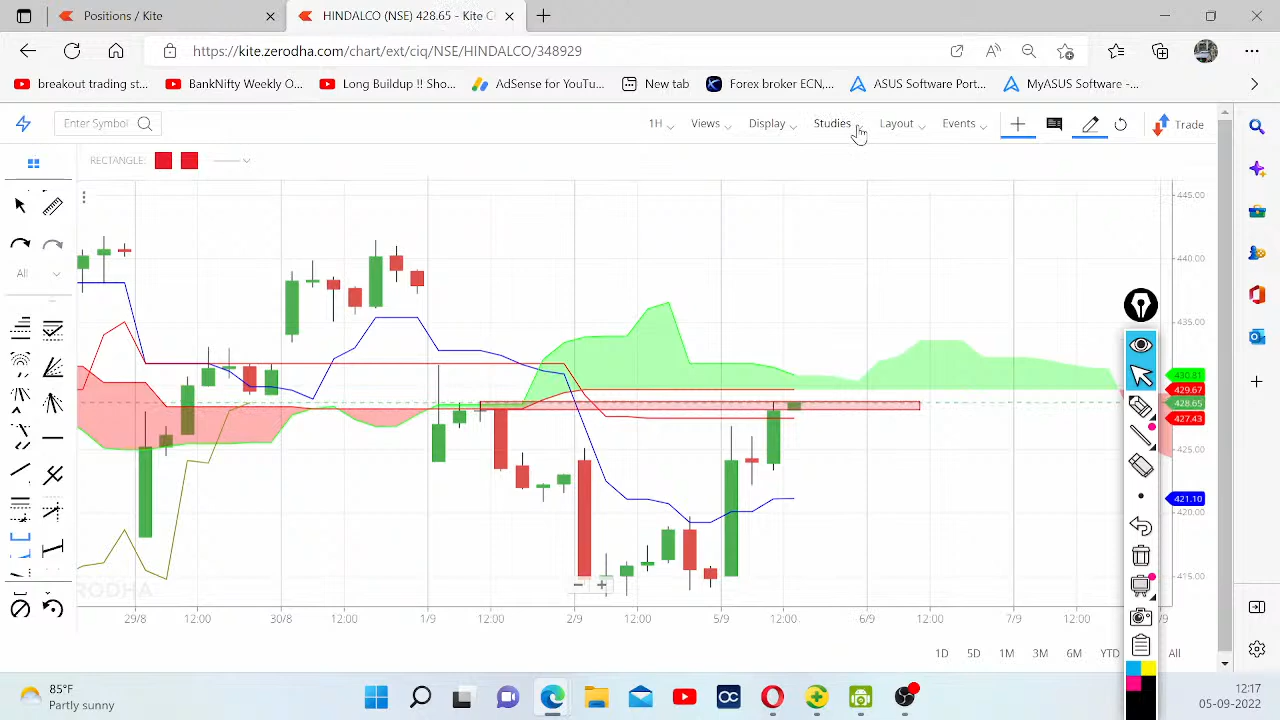 Positions / Kite
HINDALCO (NSE) 428.65 - Kite C
https://kite.zerodha.com/chart/ext/ciq/NSE/HINDALCO/348929
breakout trading st...
BankNifty Weekly O...
Long Buildup !! Sho...
AdSense for YouTu...
New tab
Forex broker ECN,...
ASUS Software Port...
MyASUS Software -...
Enter Symbol
1H
Views
Display
Studies
Layout
Events
Trade
RECTANGLE:
All
445.00
440.00
435.00
430.81
429.67
428.65
427.43
425.00
421.10
420.00
415.00
29/8
12:00
30/8
12:00
1/9
12:00
2/9
12:00
5/9
12:00
6/9
12:00
7/9
12:00
1D
5D
1M
3M
6M
YTD
All
85°F
Partly sunny
12:17
05-09-2022